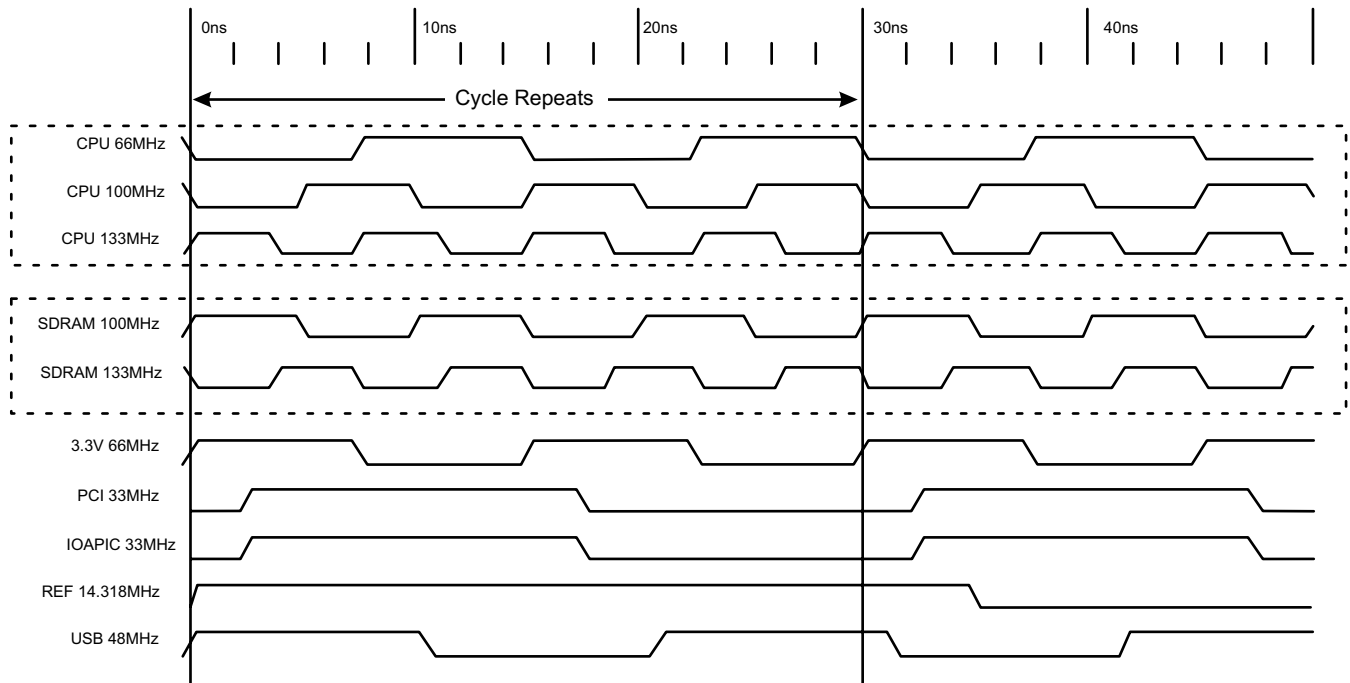 0ns 10ns 20ns 30ns 40ns
Cycle Repeats
CPU 66MHz
CPU 100MHz
CPU 133MHz
SDRAM 100MHz
SDRAM 133MHz
3.3V 66MHz
PCI 33MHz
IOAPIC 33MHz
REF 14.318MHz
USB 48MHz